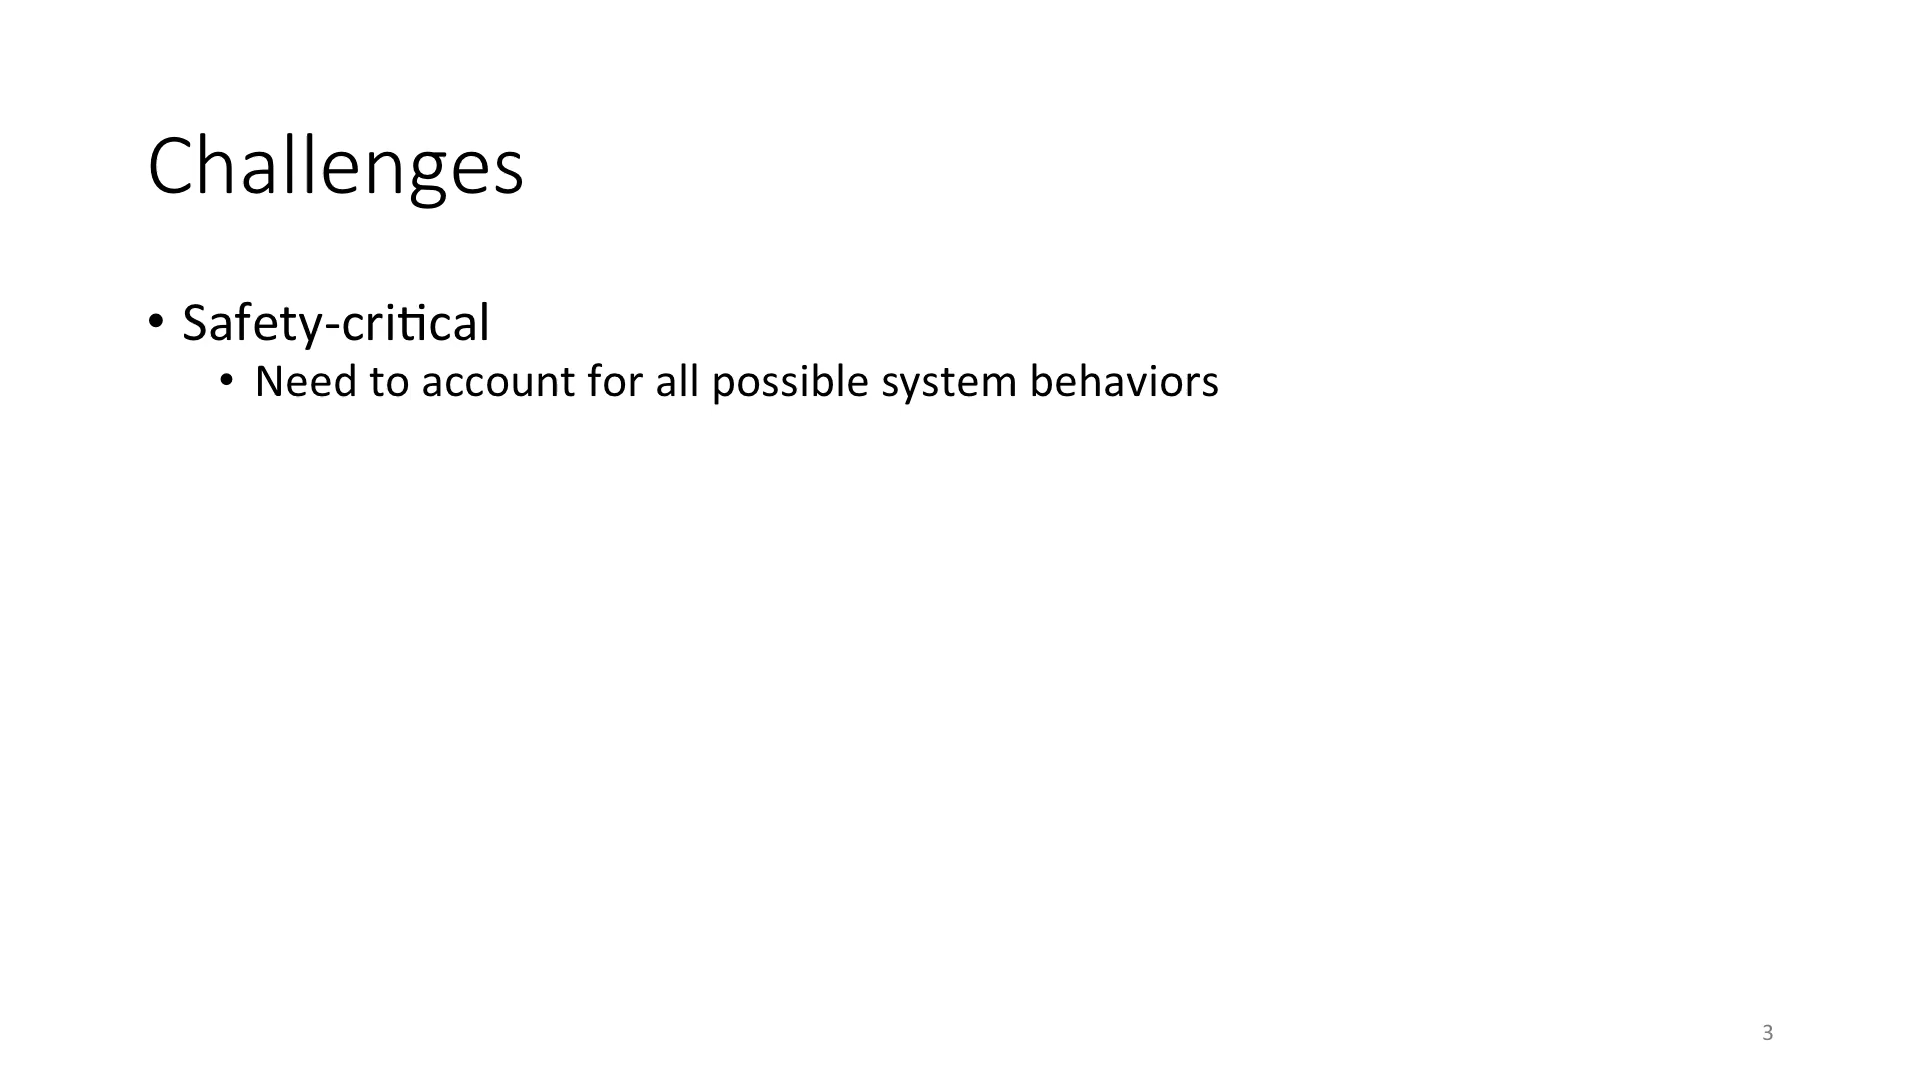 Challenges
• Safety-critical
• Need to account for all possible system behaviors
3